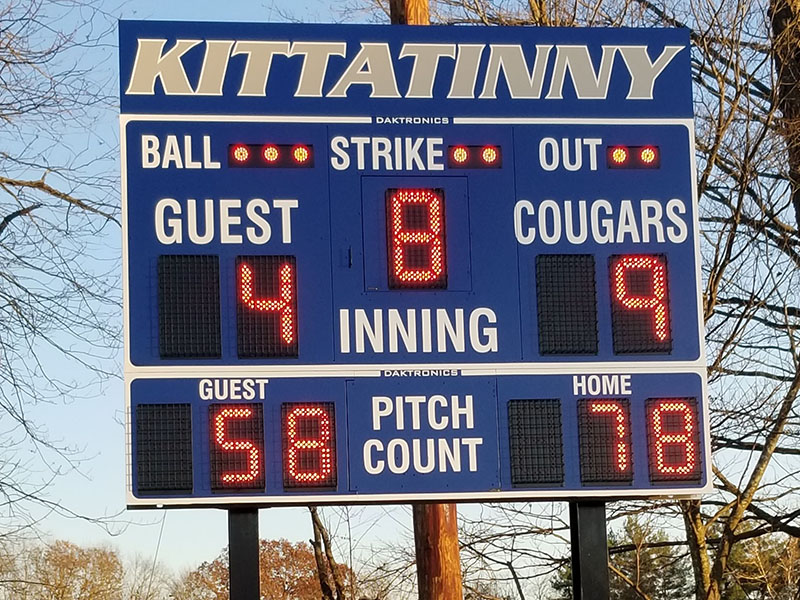 KITTATINNY
DAKTRONICS
BALL STRIKE OUT
GUEST 8 COUGARS
4 9
INNING
DAKTRONICS
GUEST HOME
58 PITCH 78
COUNT